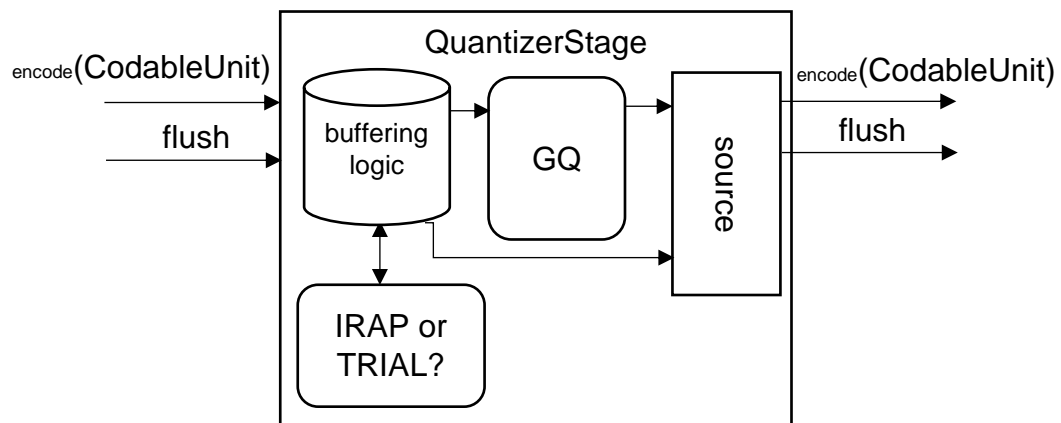 QuantizerStage
encode(CodableUnit)
flush
buffering
logic
GQ
source
encode(CodableUnit)
flush
IRAP or
TRIAL?